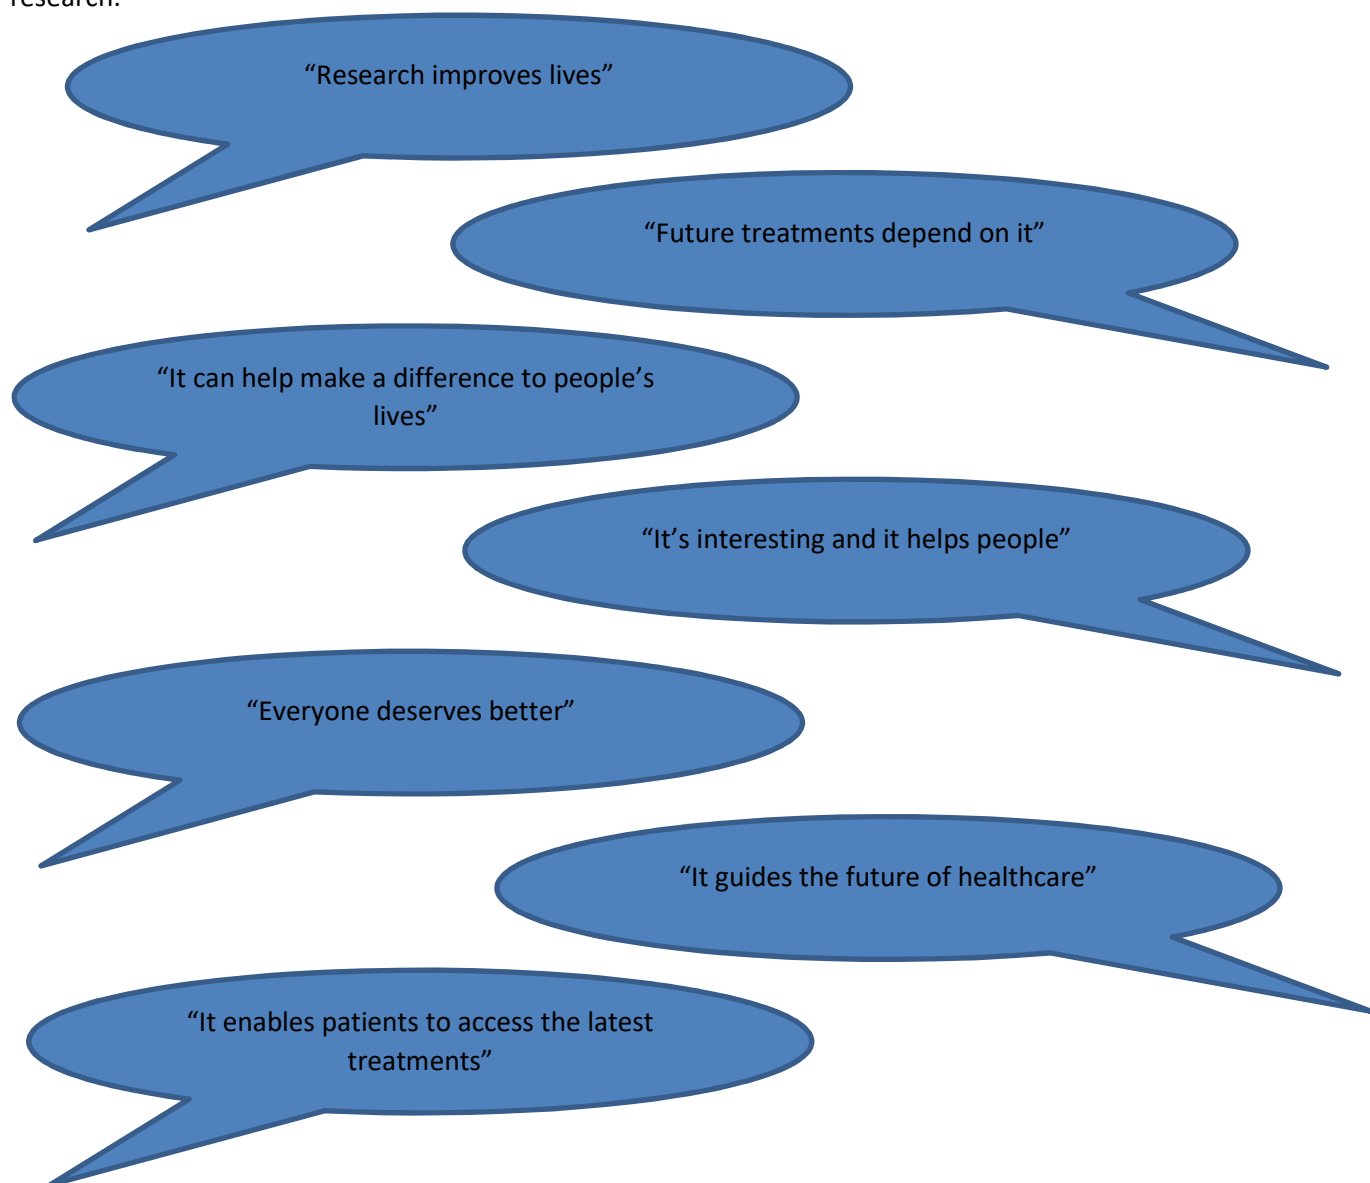 research.
“Research improves lives”
“Future treatments depend on it”
“It can help make a difference to people’s
lives”
“It’s interesting and it helps people”
“Everyone deserves better”
“It guides the future of healthcare”
“It enables patients to access the latest
treatments”